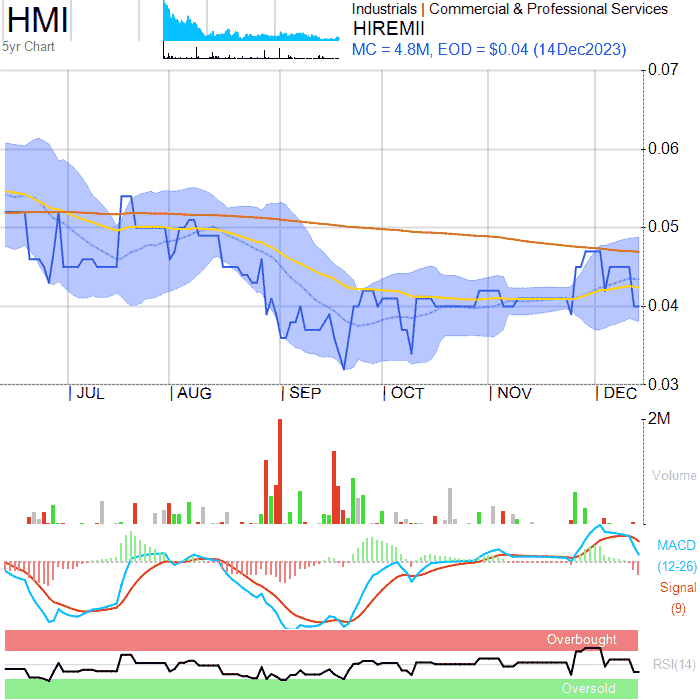 HMI
5yr Chart
Industrials | Commercial & Professional Services
HIREMII
MC = 4.8M, EOD = $0.04 (14Dec2023)
0.07
0.06
0.05
0.04
0.03
JUL
AUG
SEP
OCT
NOV
DEC
2M
Volume
MACD
(12-26)
Signal
(9)
Overbought
RSI(14)
Oversold